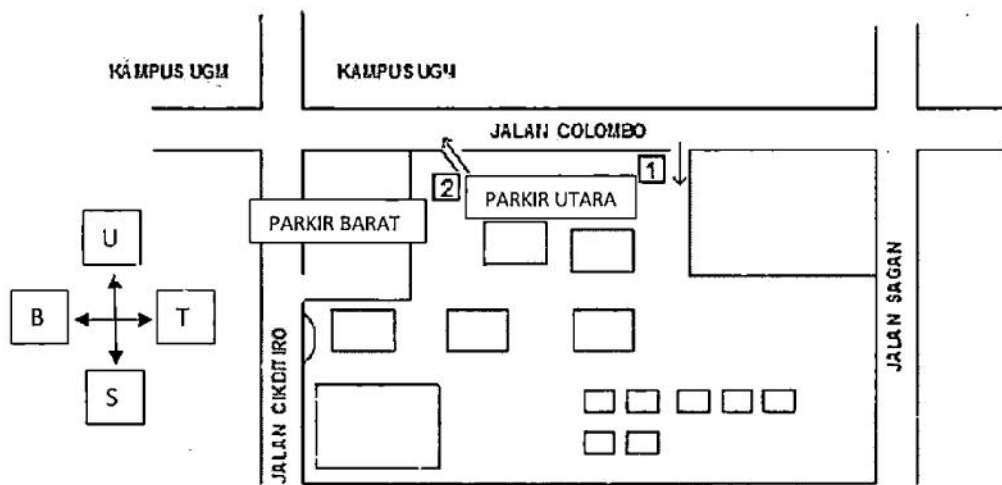 KAMPUS UGM
KAMPUS UGM
JALAN COLOMBO
1
2
PARKIR UTARA
PARKIR BARAT
U
B
T
S
JALAN CIKDITIRO
JALAN SAGAN